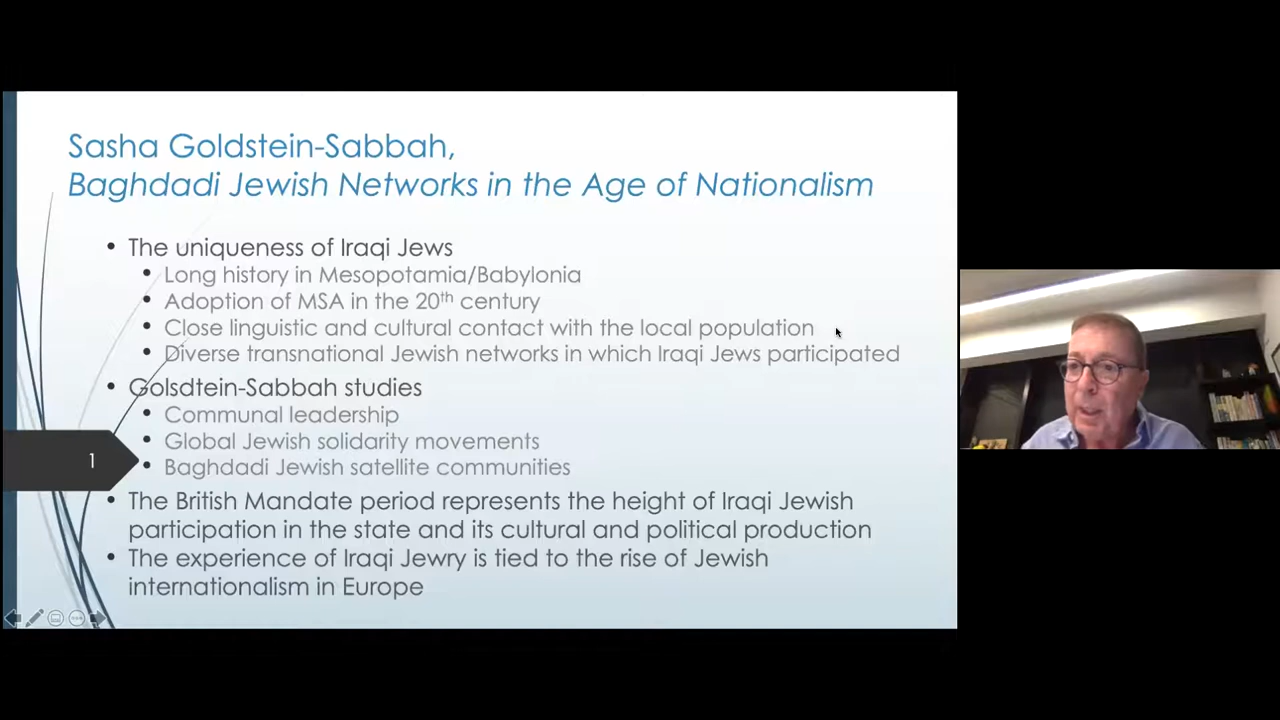 Sasha Goldstein-Sabbah,
Baghdadi Jewish Networks in the Age of Nationalism
• The uniqueness of Iraqi Jews
• Long history in Mesopotamia/Babylonia
• Adoption of MSA in the 20th century
• Close linguistic and cultural contact with the local population
• Diverse transnational Jewish networks in which Iraqi Jews participated
• Golsdtein-Sabbah studies
• Communal leadership
• Global Jewish solidarity movements
• Baghdadi Jewish satellite communities
1
• The British Mandate period represents the height of Iraqi Jewish
participation in the state and its cultural and political production
• The experience of Iraqi Jewry is tied to the rise of Jewish
internationalism in Europe